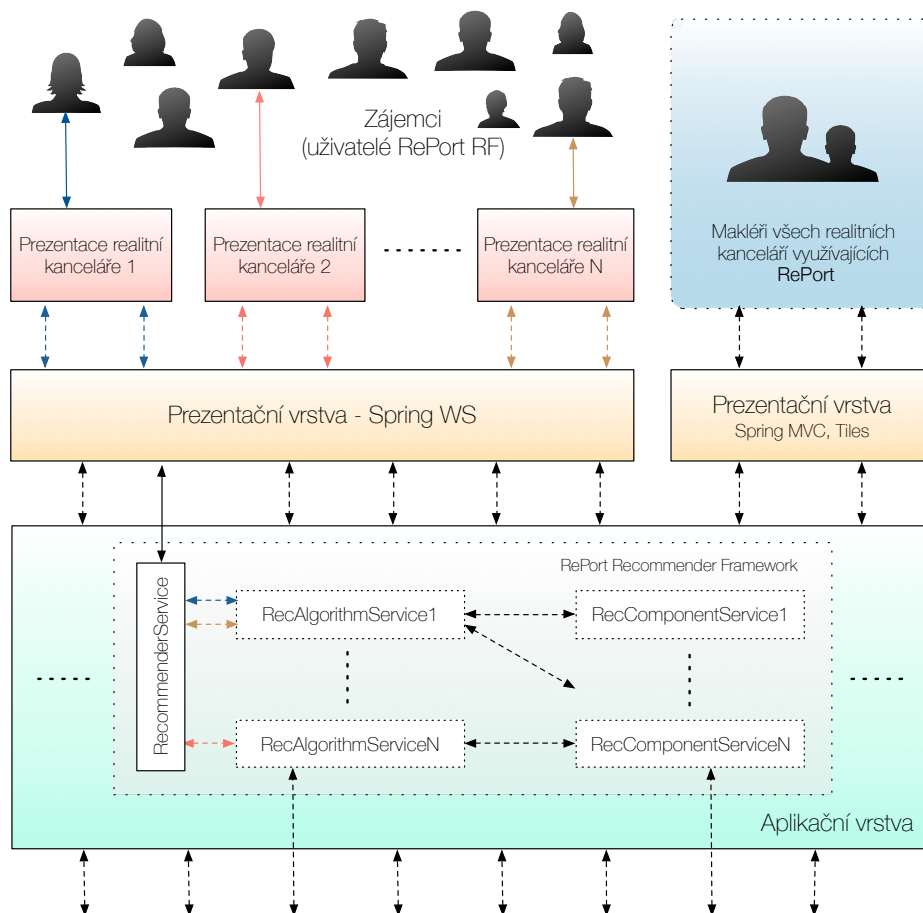 Zájemci
(uživatelé RePort RF)
Prezentace realitní
kanceláře 1
Prezentace realitní
kanceláře 2
Prezentace realitní
kanceláře N
Makléři všech realitních
kanceláří využívajících
RePort
Prezentační vrstva - Spring WS
Prezentační vrstva
Spring MVC, Tiles
RePort Recommender Framework
RecommenderService
RecAlgorithmService1
RecComponentService1
RecAlgorithmServiceN
RecComponentServiceN
Aplikační vrstva